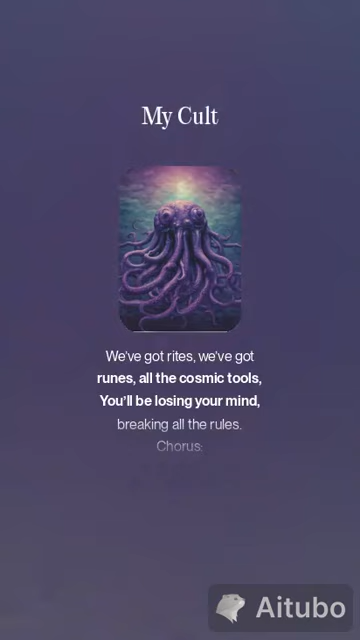 My Cult
We've got rites, we've got
runes, all the cosmic tools,
You'll be losing your mind,
breaking all the rules.
Chorus:
Aitubo